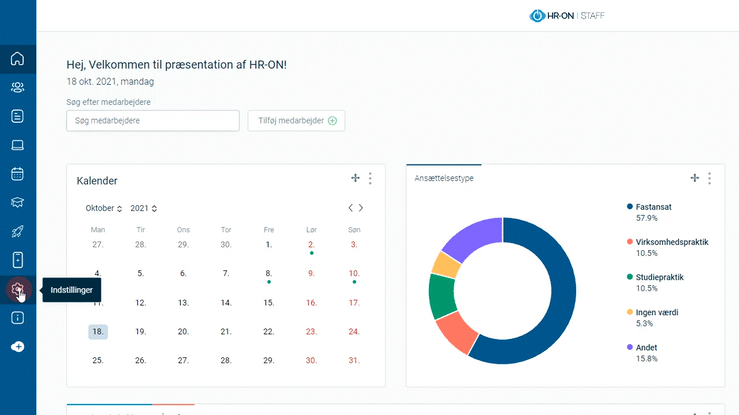 HR-ON | STAFF
Hej, Velkommen til præsentation af HR-ON!
18 okt. 2021, mandag
Søg efter medarbejdere
Søg medarbejdere
Tilføj medarbejder
Kalender
Oktober 2021
Man Tir Ons Tor Fre Lør Søn
27. 28. 29. 30. 1. 2. 3.
4. 5. 6. 7. 8. 9. 10.
11. 12. 13. 14. 15. 16. 17.
18. 19. 20. 21. 22. 23. 24.
25. 26. 27. 28. 29. 30. 31.
Indstillinger
Ansættelsestype
Fastansat
57.9%
Virksomhedspraktik
10.5%
Studiepraktik
10.5%
Ingen værdi
5.3%
Andet
15.8%